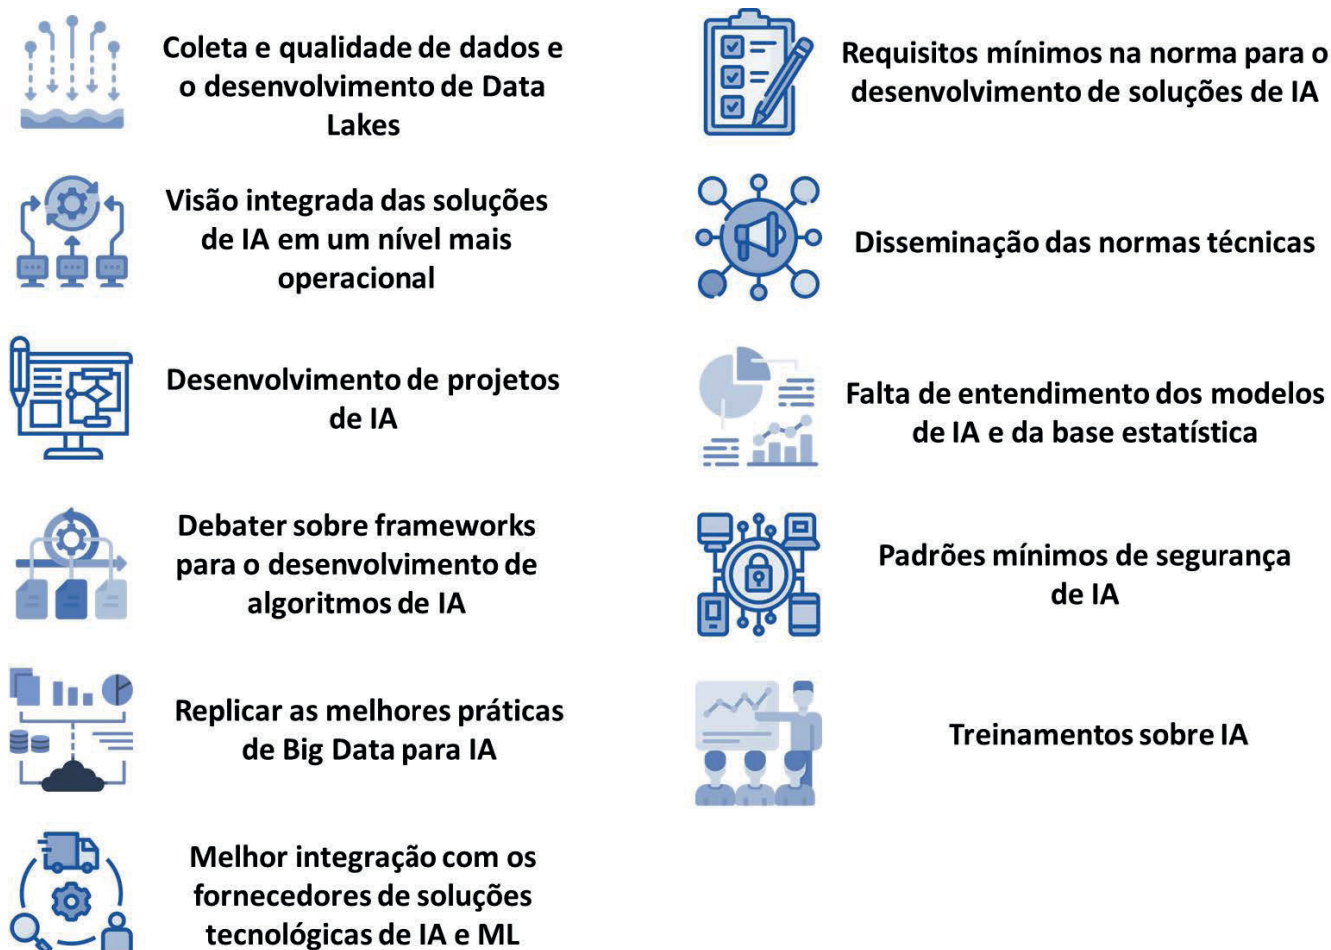 Coleta e qualidade de dados e
o desenvolvimento de Data
Lakes
Visão integrada das soluções
de IA em um nível mais
operacional
Desenvolvimento de projetos
de IA
Debater sobre frameworks
para o desenvolvimento de
algoritmos de IA
Replicar as melhores práticas
de Big Data para IA
Melhor integração com os
fornecedores de soluções
tecnológicas de IA e ML
Requisitos mínimos na norma para o
desenvolvimento de soluções de IA
Disseminação das normas técnicas
Falta de entendimento dos modelos
de IA e da base estatística
Padrões mínimos de segurança
de IA
Treinamentos sobre IA